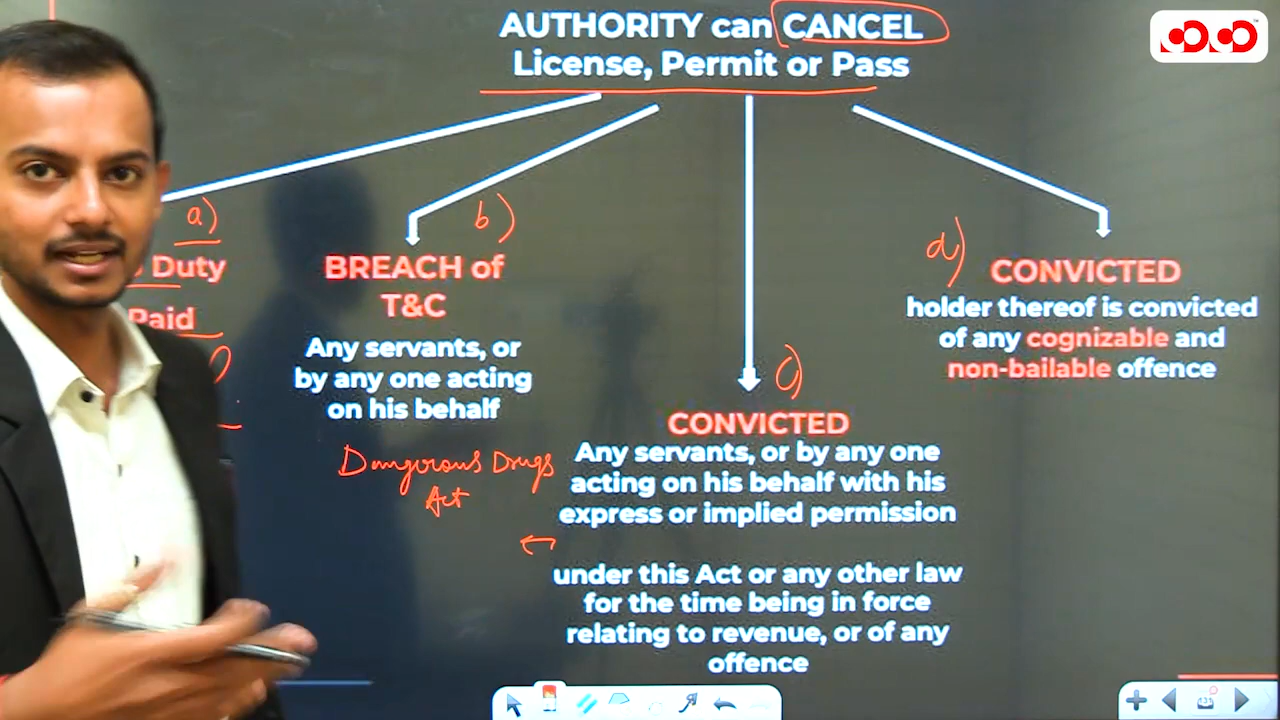 AUTHORITY can CANCEL
License, Permit or Pass
a)
Duty
Paid
b)
BREACH of
T&C
Any servants, or
by any one acting
on his behalf
Dangerous Drugs
Act
c)
CONVICTED
Any servants, or by any one
acting on his behalf with his
express or implied permission
under this Act or any other law
for the time being in force
relating to revenue, or of any
offence
d)
CONVICTED
holder thereof is convicted
of any cognizable and
non-bailable offence